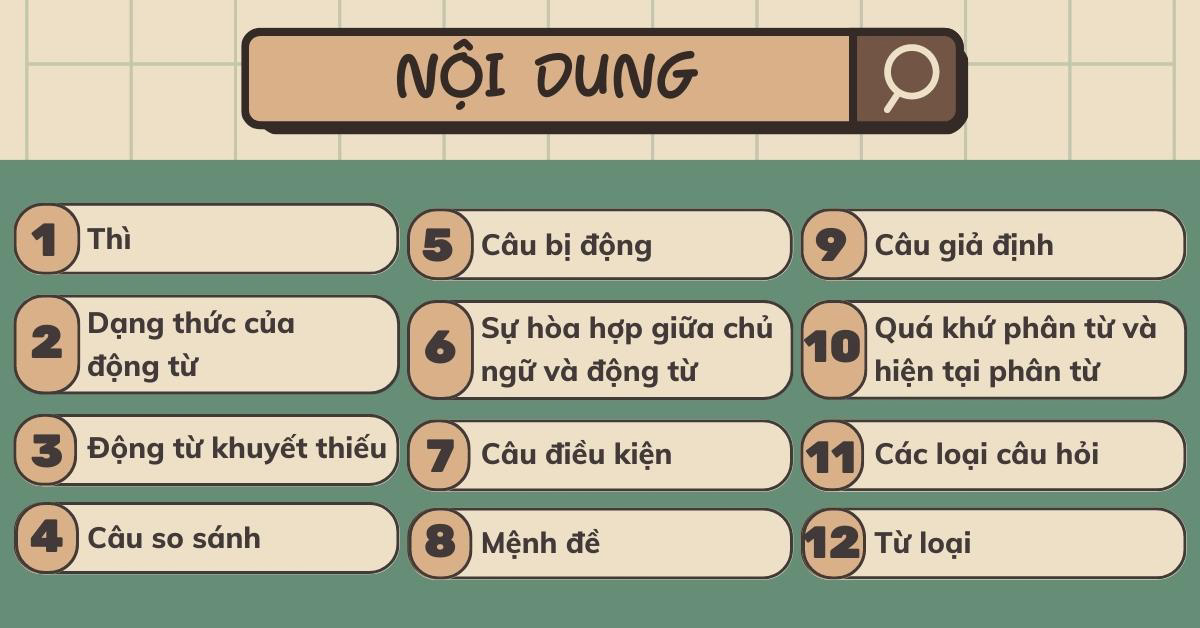 NỘI DUNG
1 Thì
2 Dạng thức của
động từ
3 Động từ khuyết thiếu
4 Câu so sánh
5 Câu bị động
6 Sự hòa hợp giữa chủ
ngữ và động từ
7 Câu điều kiện
8 Mệnh đề
9 Câu giả định
10 Quá khứ phân từ và
hiện tại phân từ
11 Các loại câu hỏi
12 Từ loại